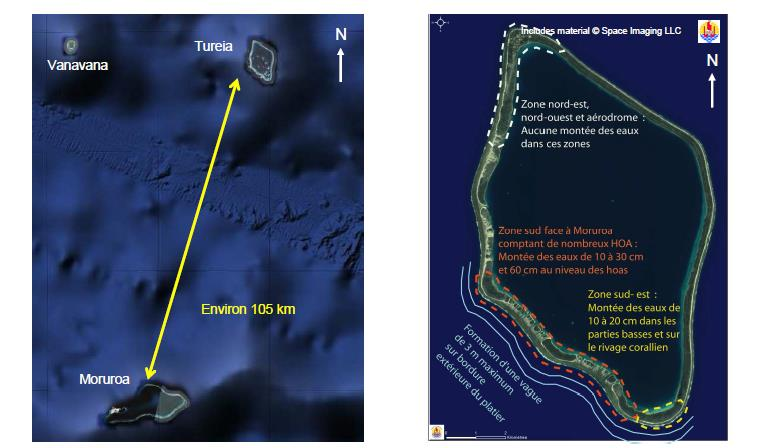 Vanavana
Tureia
N
Environ 105 km
Moruroa
Includes material © Space Imaging LLC
N
Zone nord-est,
nord-ouest et aérodrome :
Aucune montée des eaux
dans ces zones
Zone sud face à Moruroa
comptant de nombreux HOA :
Montée des eaux de 10 à 30 cm
et 60 cm au niveau des hoas
Zone sud- est :
Montée des eaux de
10 à 20 cm dans les
parties basses et sur
le rivage corallien
Formation d'une vague
de 3 m maximum
sur bordure
extérieure du platier